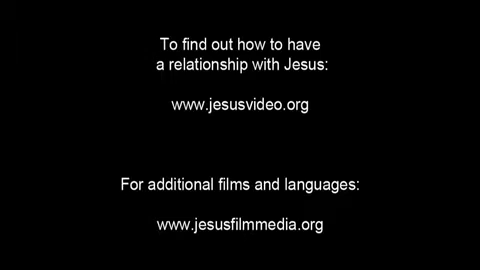 To find out how to have
a relationship with Jesus:
www.jesusvideo.org
For additional films and languages:
www.jesusfilmmedia.org